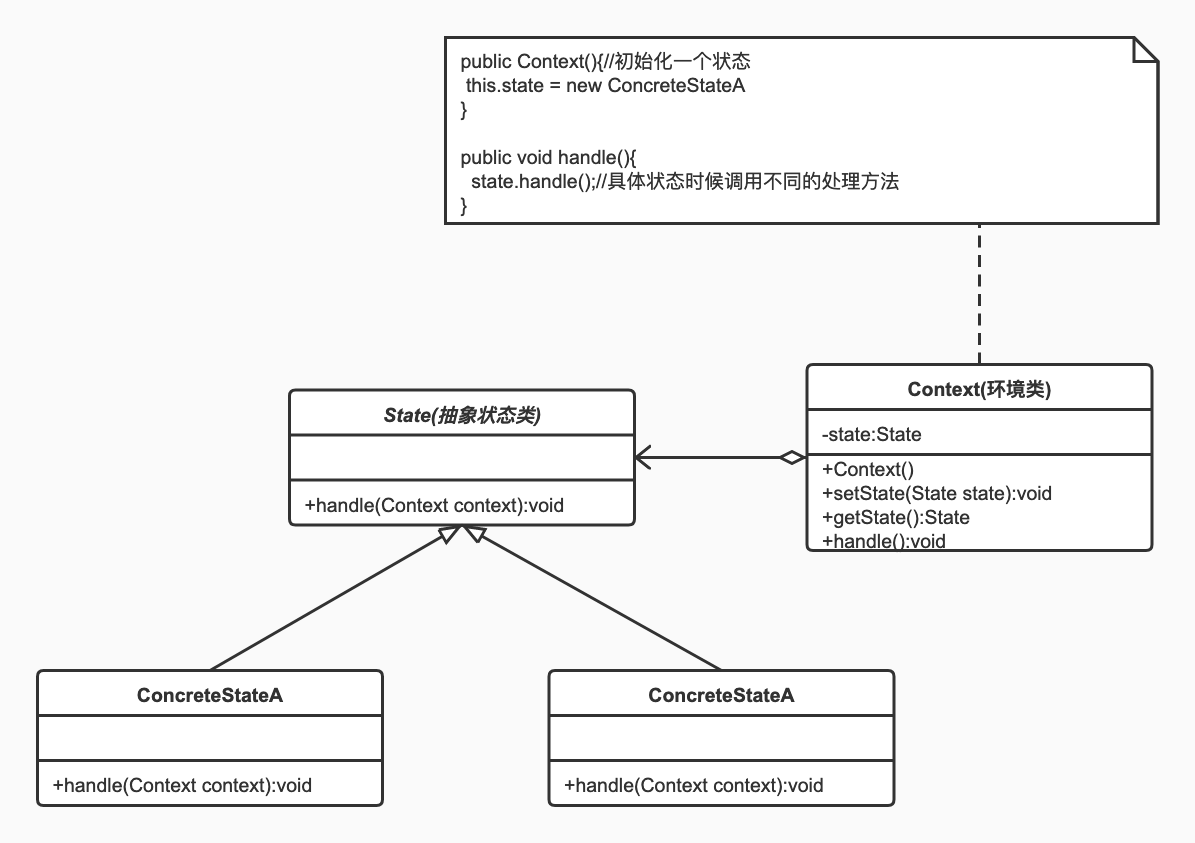 public Context(){//初始化一个状态
this.state = new ConcreteStateA
}
public void handle(){
state.handle();//具体状态时候调用不同的处理方法
}
Context(环境类)
-state:State
+Context()
+setState(State state):void
+getState():State
+handle():void
State(抽象状态类)
+handle(Context context):void
ConcreteStateA
+handle(Context context):void
ConcreteStateA
+handle(Context context):void